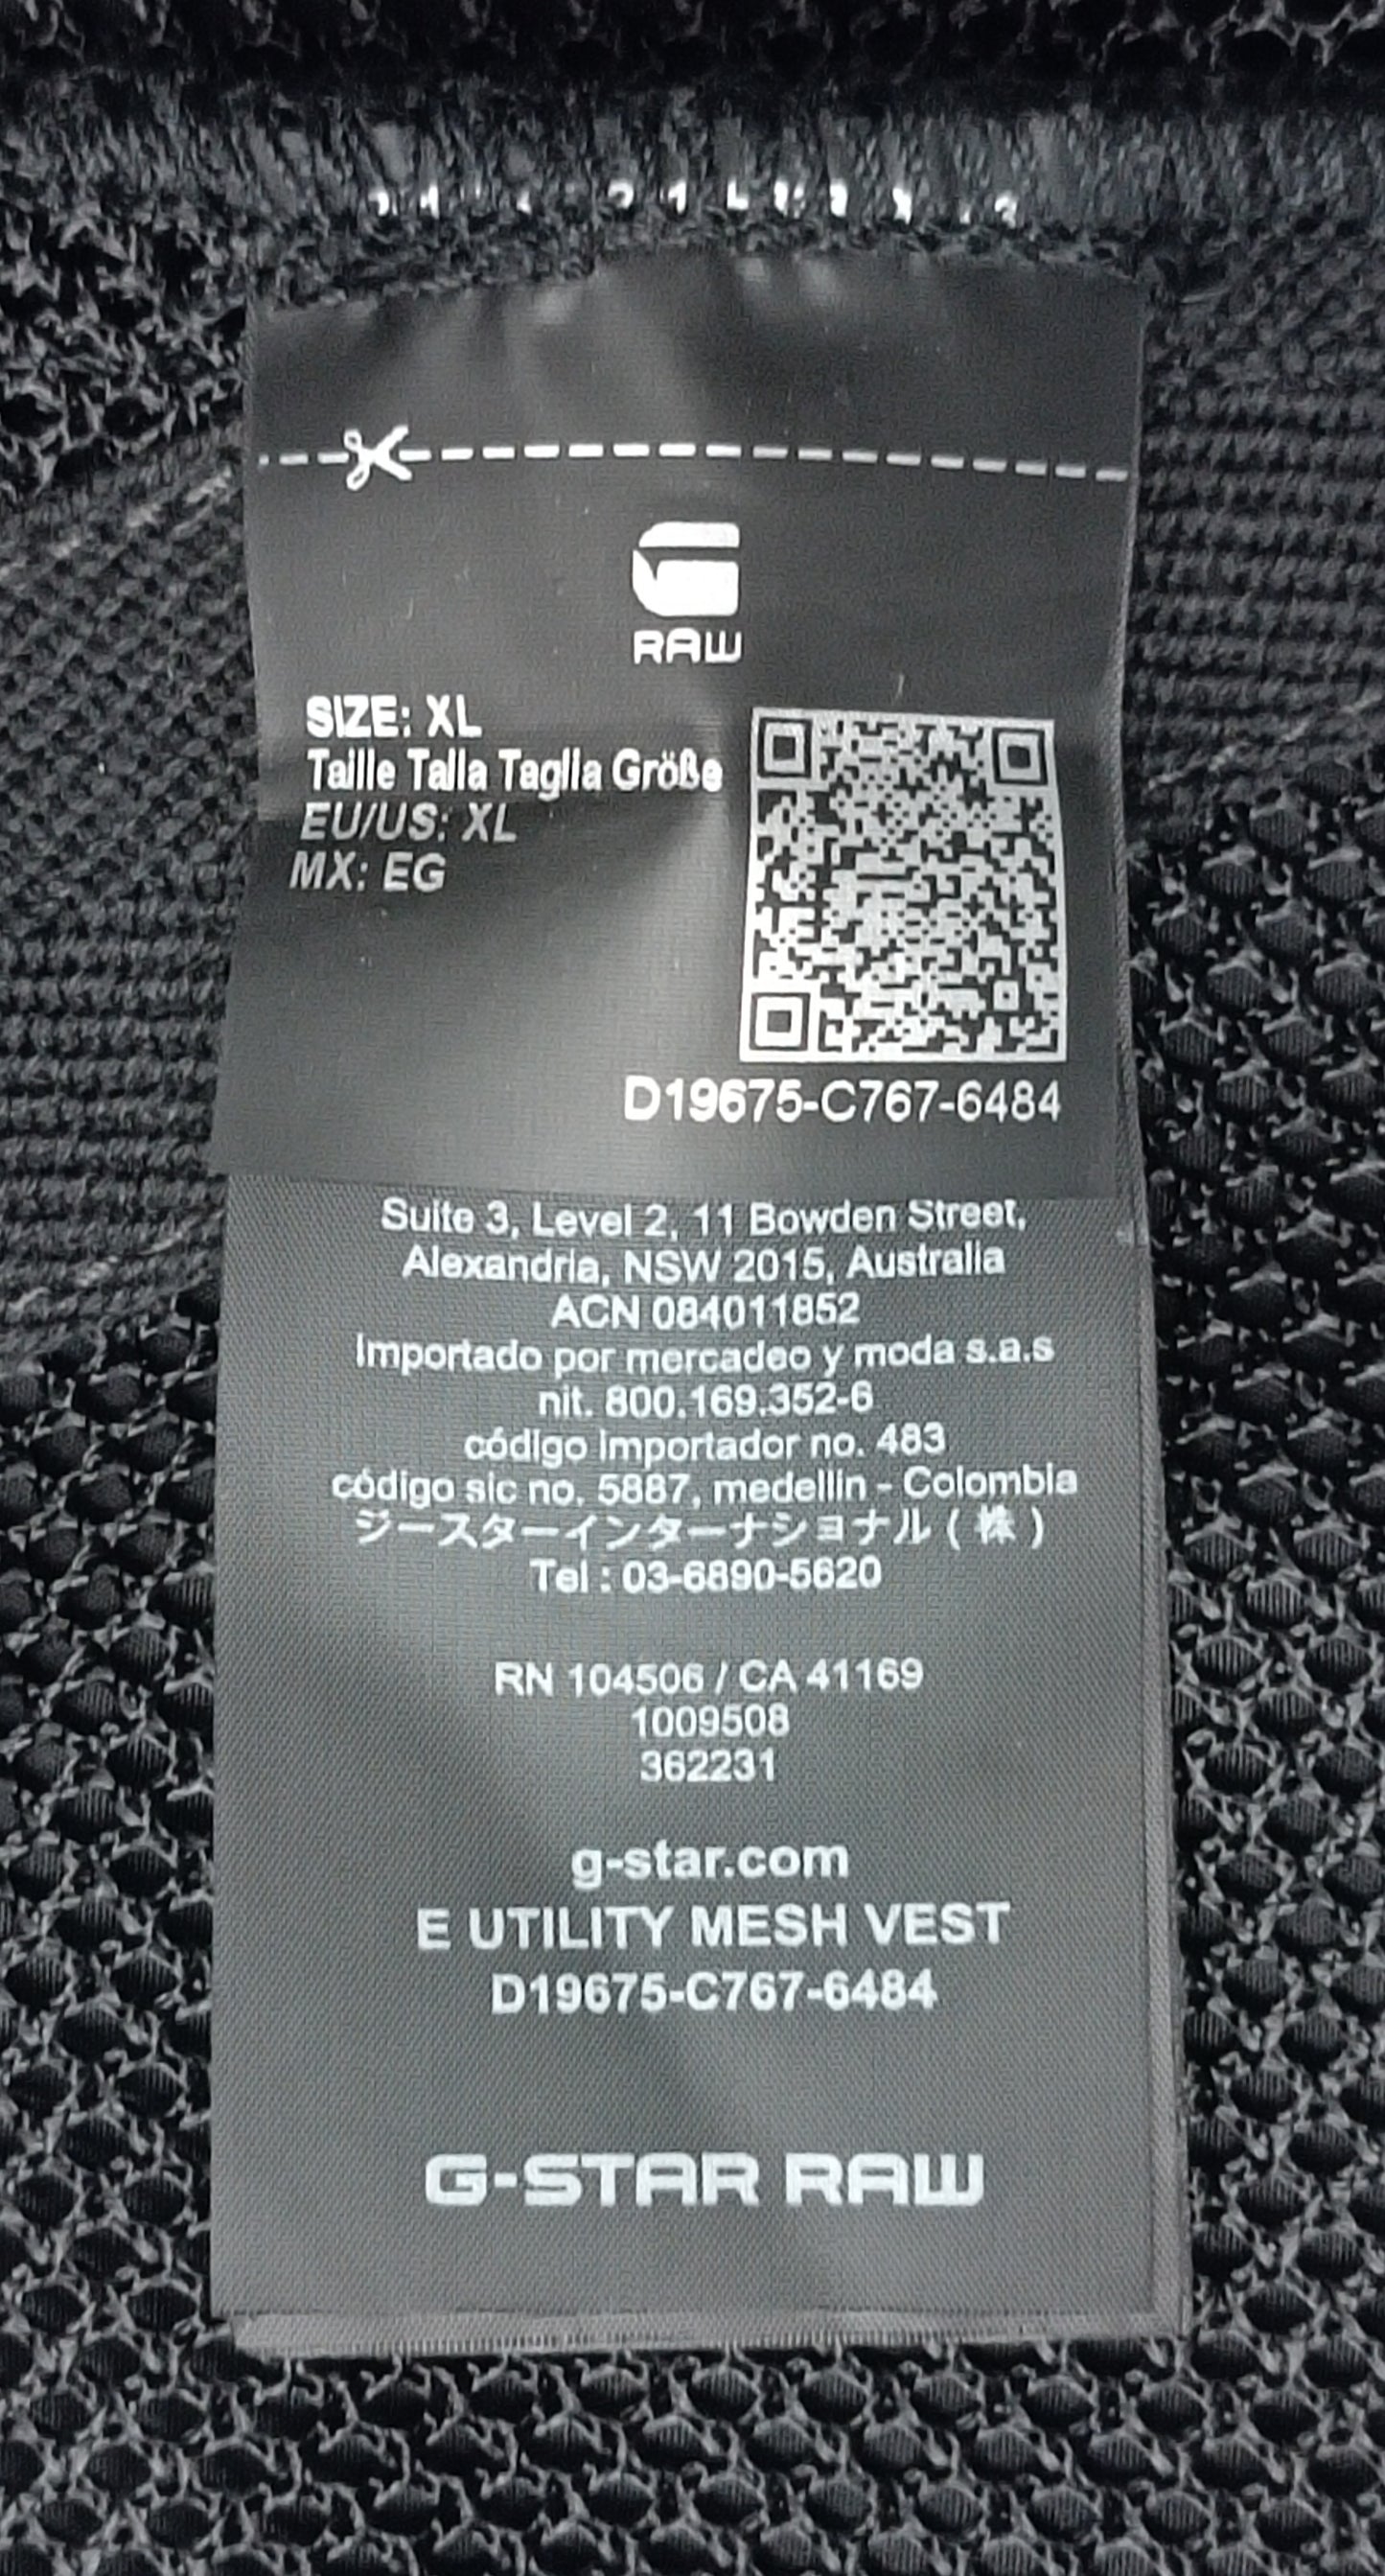 RAW
SIZE: XL
Taille Talla Taglia Größe
EU/US: XL
MX: EG
D19675-C767-6484
Suite 3, Level 2, 11 Bowden Street,
Alexandria, NSW 2015, Australia
ACN 084011852
Importado por mercadeo y moda s.a.s
nit. 800.169.352-6
código importador no. 483
código sic no. 5887, medellin - Colombia
ジースターインターナショナル ( 株 )
Tel : 03-6890-5620
RN 104506 / CA 41169
1009508
362231
g-star.com
E UTILITY MESH VEST
D19675-C767-6484
G-STAR RAW